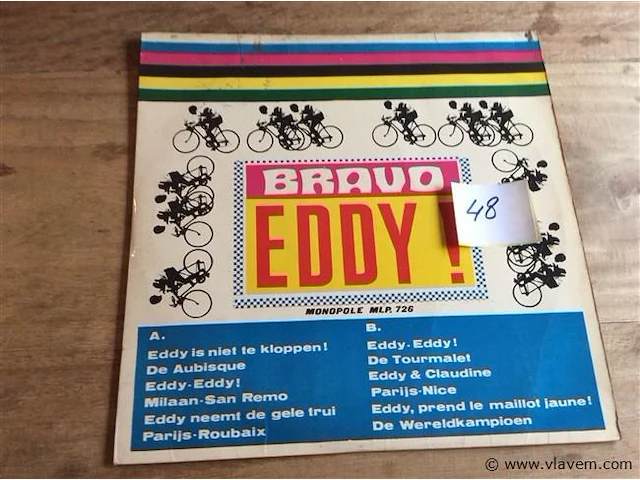 BRAVO
48
EDDY !
MONOPOLE MLP. 726
A.
Eddy is niet te kloppen!
De Aubisque
Eddy-Eddy!
Milaan-San Remo
Eddy neemt de gele trui
Parijs-Roubaix
B.
Eddy-Eddy!
De Tourmalet
Eddy & Claudine
Parijs-Nice
Eddy, prend le maillot jaune!
De Wereldkampioen
© www.vlavem.com